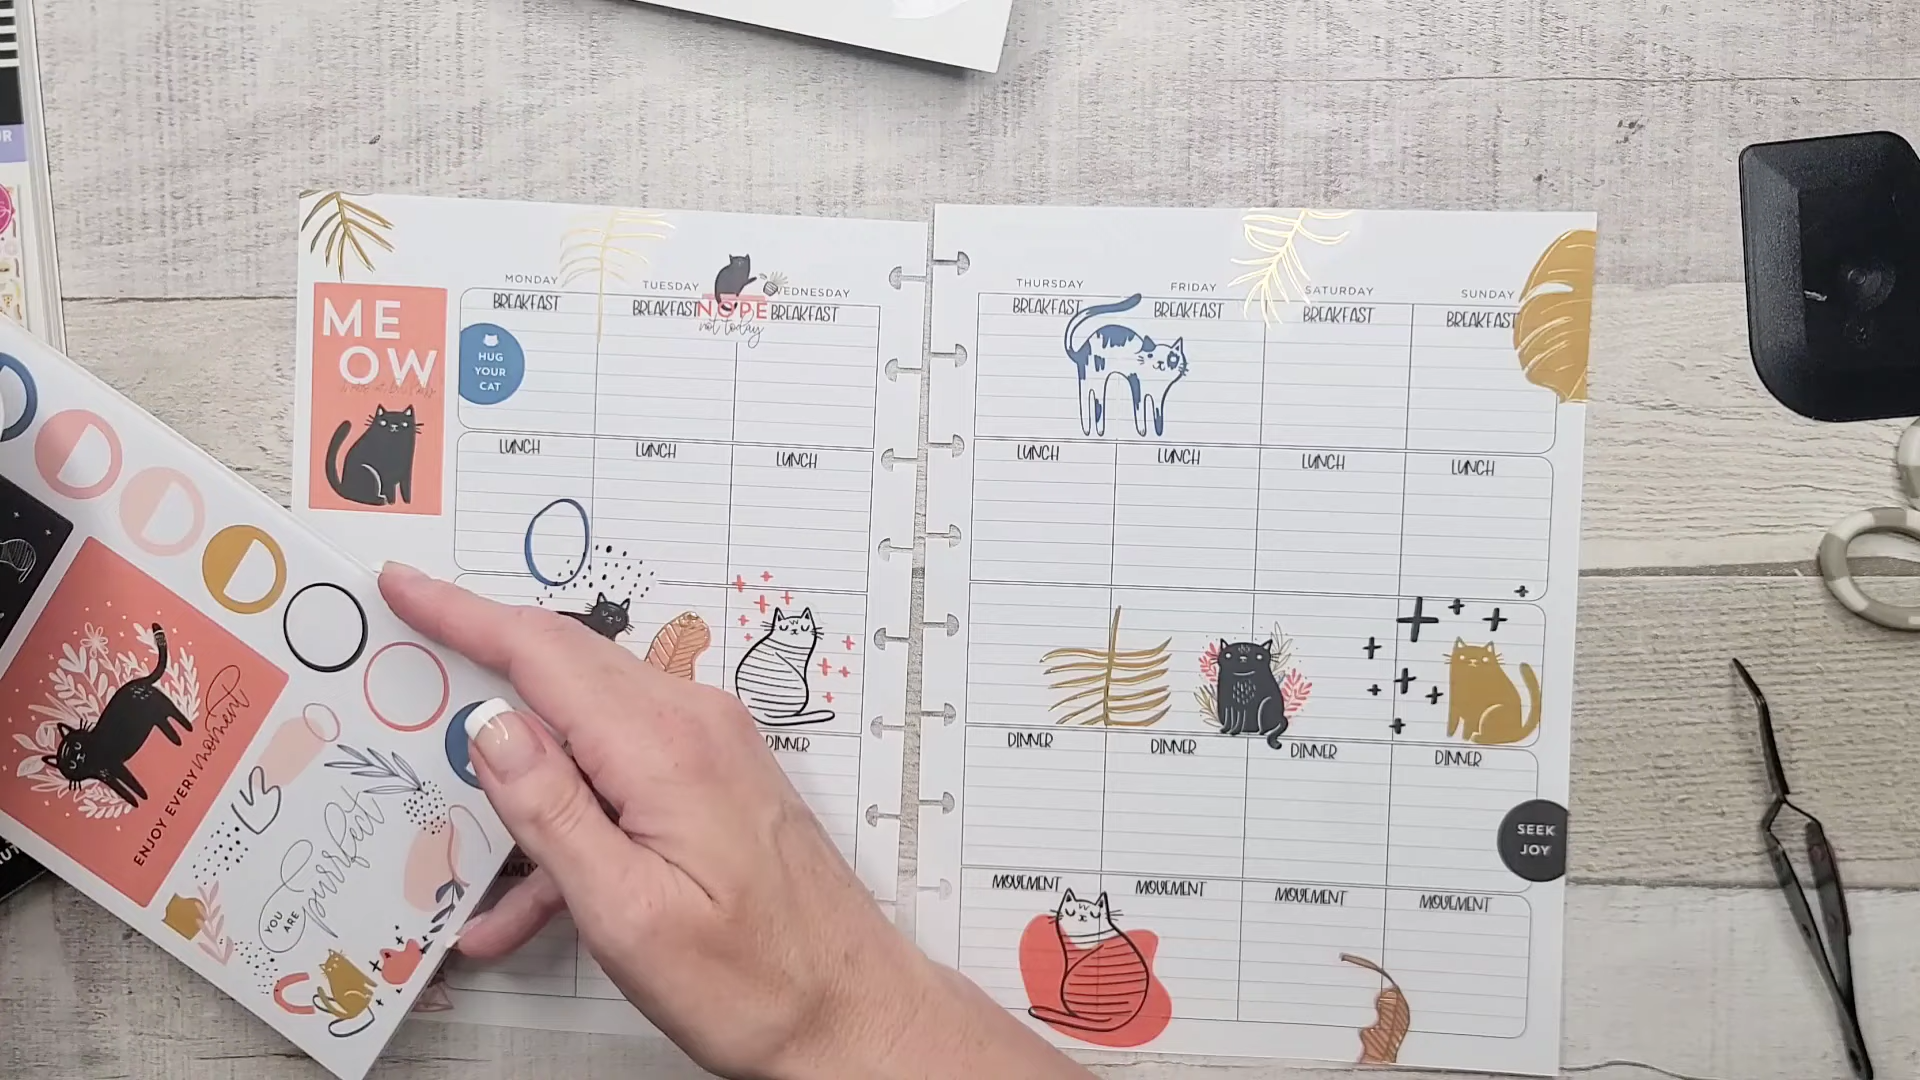 MONDAY
TUESDAY
WEDNESDAY
BREAKFAST
BREAKFAST
NOPE
not today
BREAKFAST
ME
OW
HUG
YOUR
CAT
LUNCH
LUNCH
LUNCH
DINNER
THURSDAY
FRIDAY
SATURDAY
SUNDAY
BREAKFAST
BREAKFAST
BREAKFAST
BREAKFAST
LUNCH
LUNCH
LUNCH
LUNCH
DINNER
DINNER
DINNER
DINNER
SEEK
JOY
MOVEMENT
MOVEMENT
MOVEMENT
MOVEMENT
ENJOY EVERY moment
YOU
ARE
purrfect